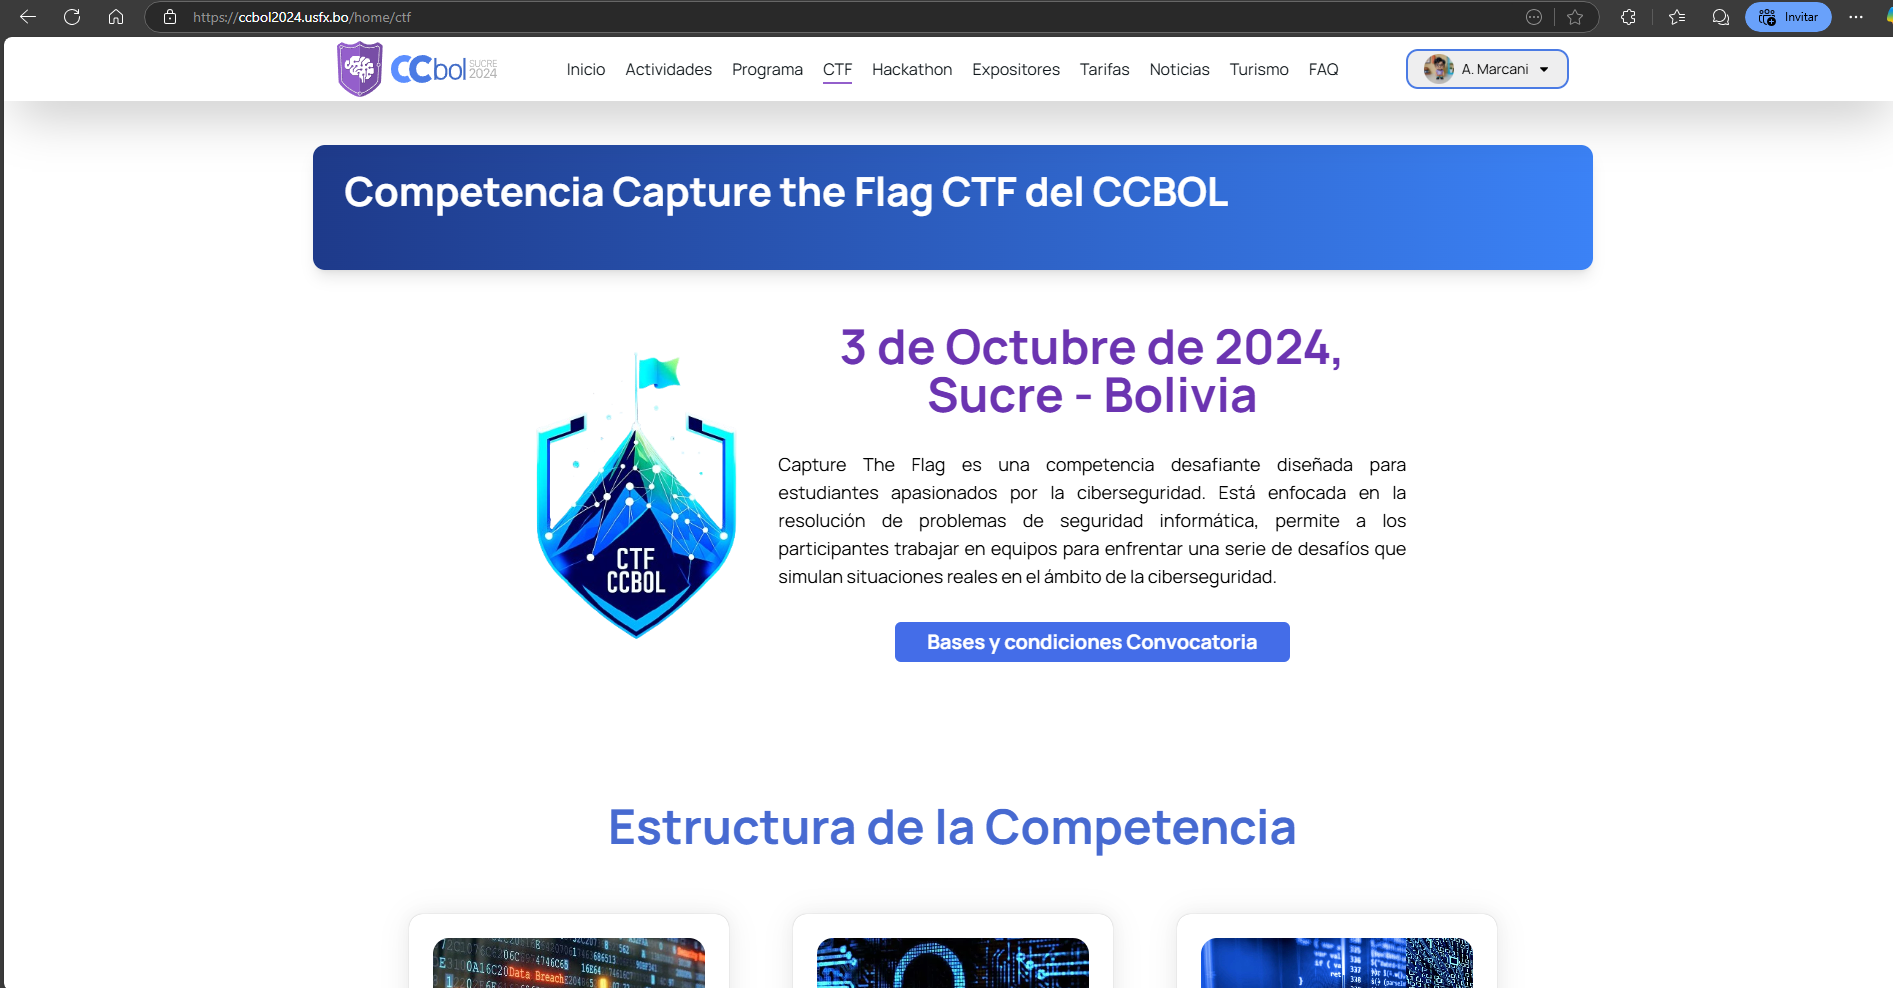 https://ccbol2024.usfx.bo/home/ctf
Invitar
CCbol SUCRE 2024
Inicio Actividades Programa CTF Hackathon Expositores Tarifas Noticias Turismo FAQ
A. Marcani
Competencia Capture the Flag CTF del CCBOL
3 de Octubre de 2024,
Sucre - Bolivia
CTF
CCBOL
Capture The Flag es una competencia desafiante diseñada para
estudiantes apasionados por la ciberseguridad. Está enfocada en la
resolución de problemas de seguridad informática, permite a los
participantes trabajar en equipos para enfrentar una serie de desafíos que
simulan situaciones reales en el ámbito de la ciberseguridad.
Bases y condiciones Convocatoria
Estructura de la Competencia
Data Breach